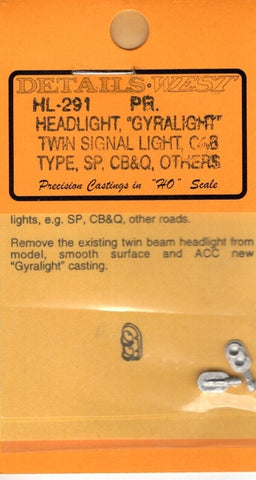 DETAILS WEST
HL-291 PR.
HEADLIGHT, "GYRALIGHT"
TWIN SIGNAL LIGHT, CAB
TYPE, SP, CB&Q, OTHERS
Precision Castings in "HO" Scale
lights, e.g. SP, CB&Q, other roads.
Remove the existing twin beam headlight from
model, smooth surface and ACC new
"Gyralight" casting.